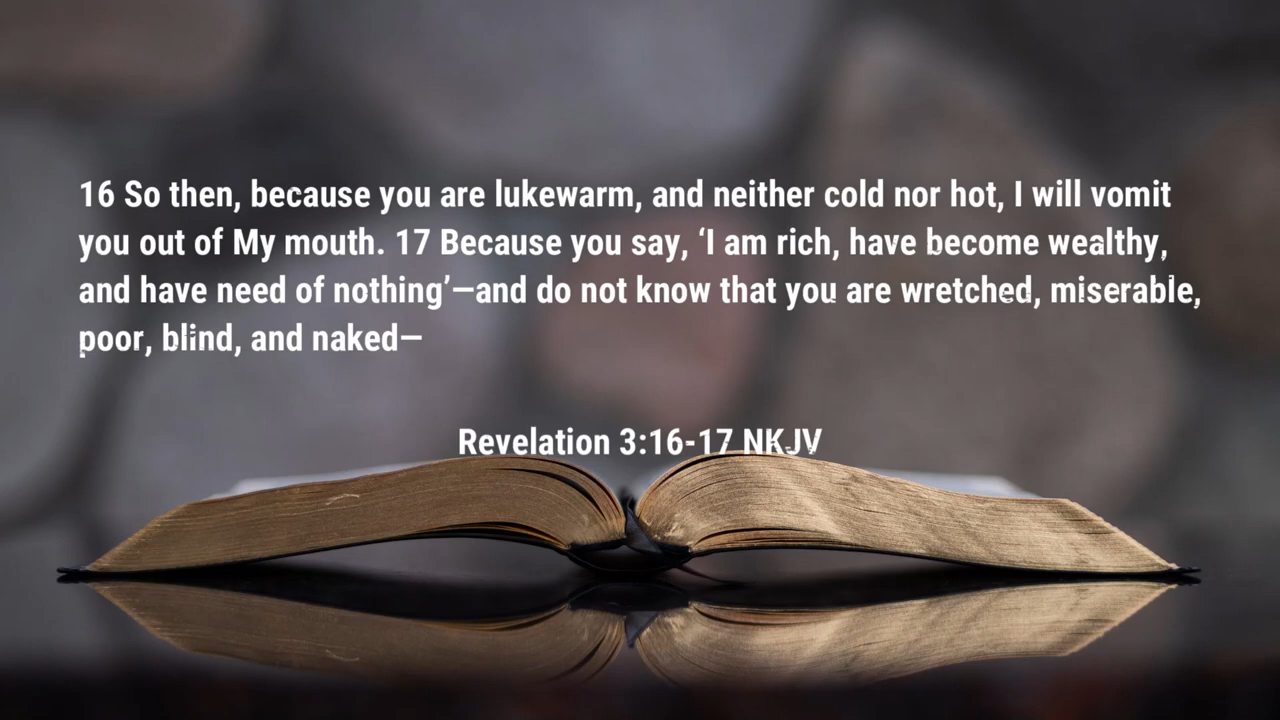 16 So then, because you are lukewarm, and neither cold nor hot, I will vomit
you out of My mouth. 17 Because you say, ‘I am rich, have become wealthy,
and have need of nothing’—and do not know that you are wretched, miserable,
poor, blind, and naked—
Revelation 3:16-17 NKJV